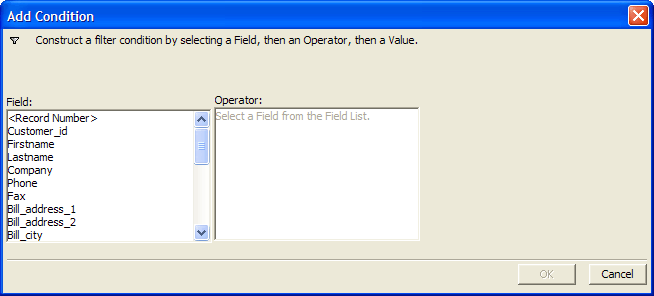 Add Condition
Construct a filter condition by selecting a Field, then an Operator, then a Value.
Field:
Operator:
<Record Number>
Customer_id
Firstname
Lastname
Company
Phone
Fax
Bill_address_1
Bill_address_2
Bill_city
Select a Field from the Field List.
OK
Cancel